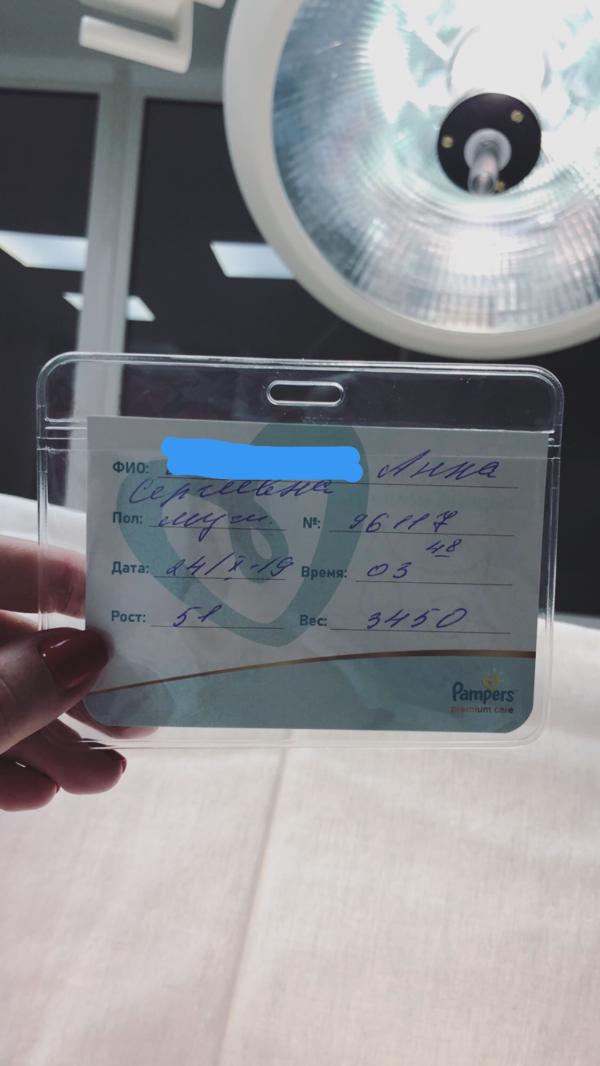 ФИО: Анна
Сергеевна
Пол: муж. №: 96117
Дата: 24/X-19 Время: 03 48
Рост: 51 Вес: 3450
Pampers
premium care